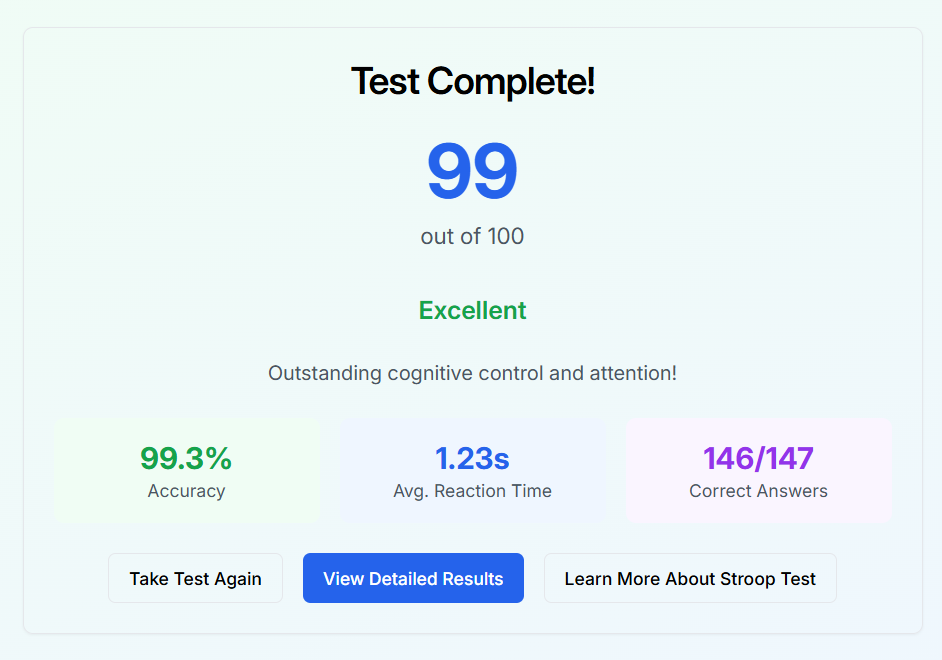 Test Complete!
99
out of 100
Excellent
Outstanding cognitive control and attention!
99.3%
Accuracy
1.23s
Avg. Reaction Time
146/147
Correct Answers
Take Test Again
View Detailed Results
Learn More About Stroop Test